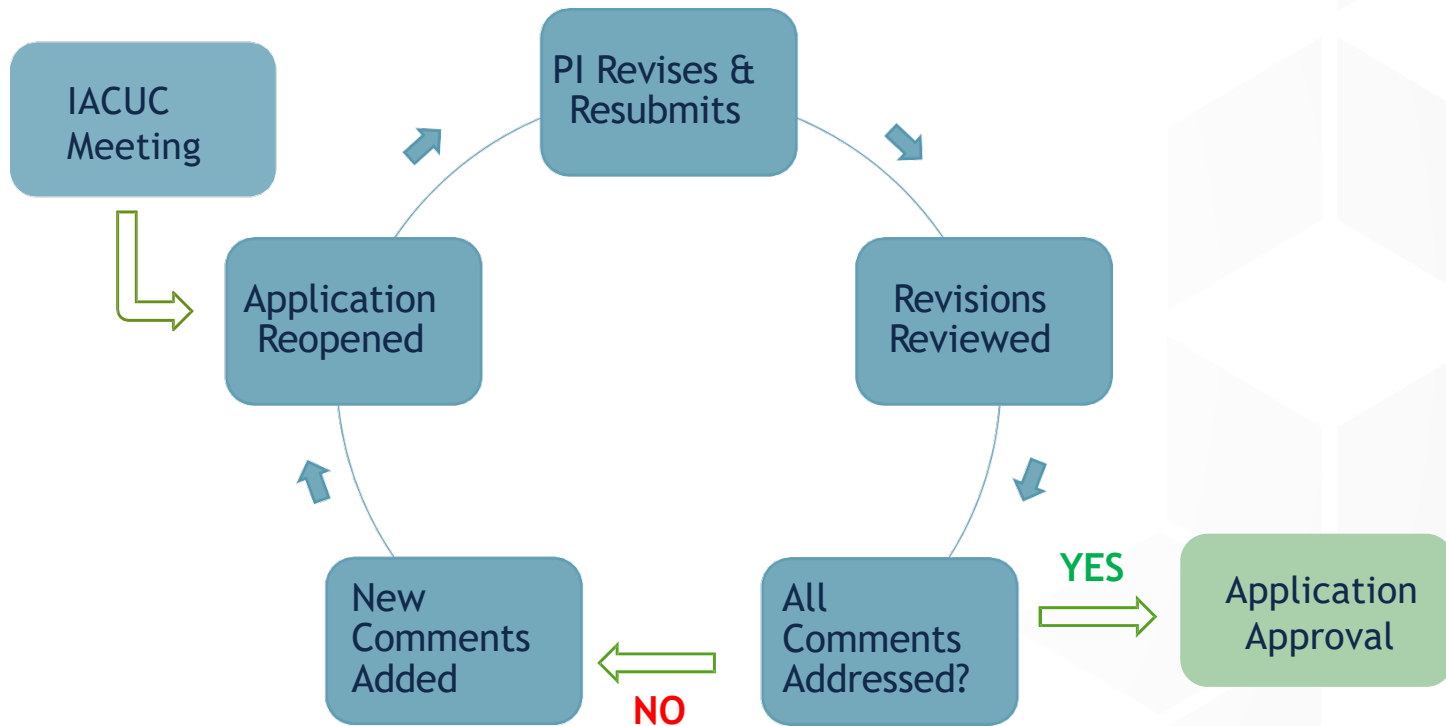 IACUC
Meeting
PI Revises &
Resubmits
Application
Reopened
Revisions
Reviewed
New
Comments
Added
All
Comments
Addressed?
YES
NO
Application
Approval